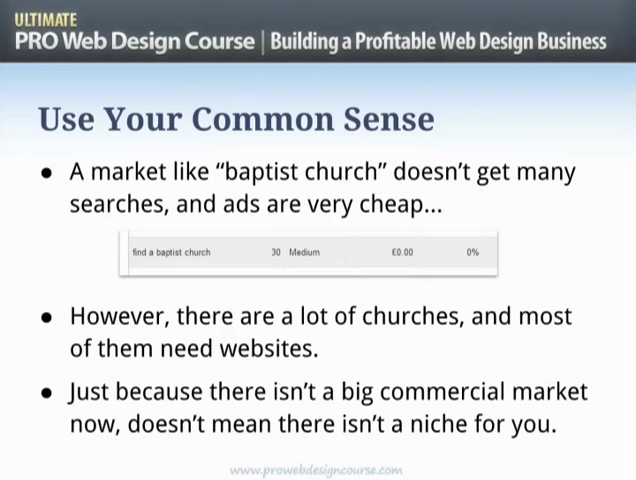 ULTIMATE
PRO Web Design Course | Building a Profitable Web Design Business
Use Your Common Sense
● A market like “baptist church” doesn’t get many
searches, and ads are very cheap...
find a baptist church 30 Medium £0.00 0%
● However, there are a lot of churches, and most
of them need websites.
● Just because there isn’t a big commercial market
now, doesn’t mean there isn’t a niche for you.
www.prowebdesigncourse.com